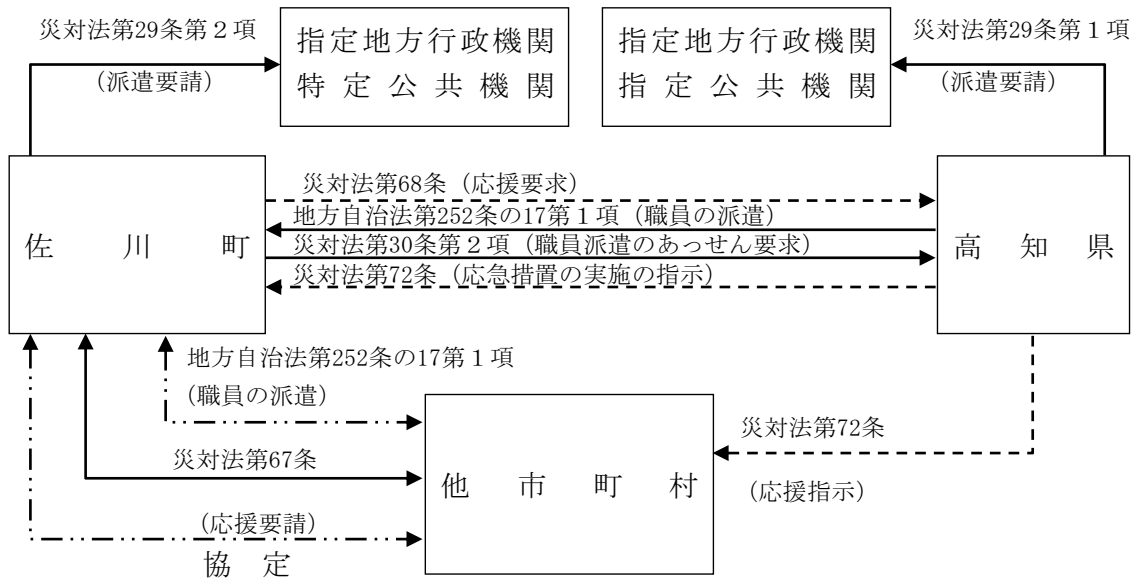 災対法第29条第２項
(派遣要請)
指定地方行政機関
特定公共機関
指定地方行政機関
指定公共機関
災対法第29条第１項
(派遣要請)
佐川町
災対法第68条（応援要求）
地方自治法第252条の17第１項（職員の派遣）
災対法第30条第２項（職員派遣のあっせん要求）
災対法第72条（応急措置の実施の指示）
高知県
地方自治法第252条の17第１項
(職員の派遣)
災対法第67条
(応援要請)
協定
他市町村
災対法第72条
(応援指示)